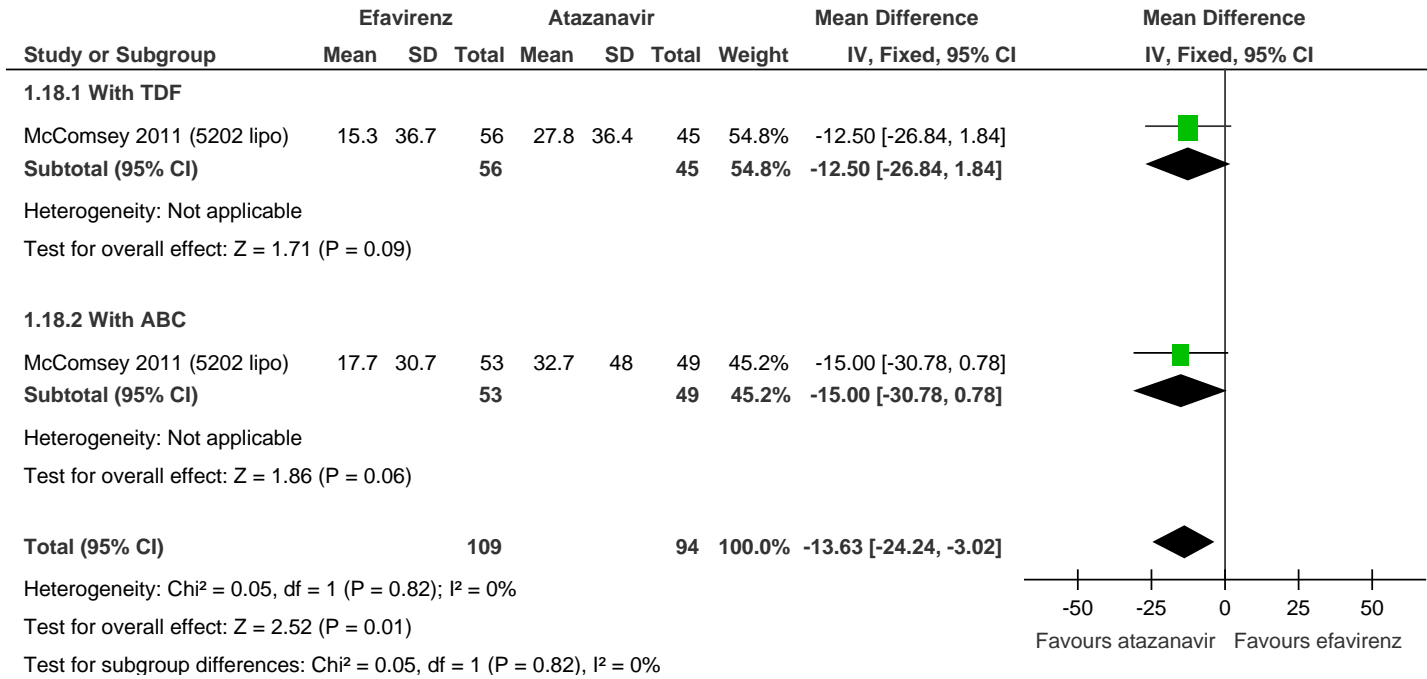 Efavirenz Atazanavir Mean Difference Mean Difference
Study or Subgroup Mean SD Total Mean SD Total Weight IV, Fixed, 95% CI IV, Fixed, 95% CI
1.18.1 With TDF
McComsey 2011 (5202 lipo) 15.3 36.7 56 27.8 36.4 45 54.8% -12.50 [-26.84, 1.84]
Subtotal (95% CI) 56 45 54.8% -12.50 [-26.84, 1.84]
Heterogeneity: Not applicable
Test for overall effect: Z = 1.71 (P = 0.09)
1.18.2 With ABC
McComsey 2011 (5202 lipo) 17.7 30.7 53 32.7 48 49 45.2% -15.00 [-30.78, 0.78]
Subtotal (95% CI) 53 49 45.2% -15.00 [-30.78, 0.78]
Heterogeneity: Not applicable
Test for overall effect: Z = 1.86 (P = 0.06)
Total (95% CI) 109 94 100.0% -13.63 [-24.24, -3.02]
Heterogeneity: Chi² = 0.05, df = 1 (P = 0.82); I² = 0%
Test for overall effect: Z = 2.52 (P = 0.01)
Test for subgroup differences: Chi² = 0.05, df = 1 (P = 0.82), I² = 0%
-50 -25 0 25 50
Favours atazanavir Favours efavirenz